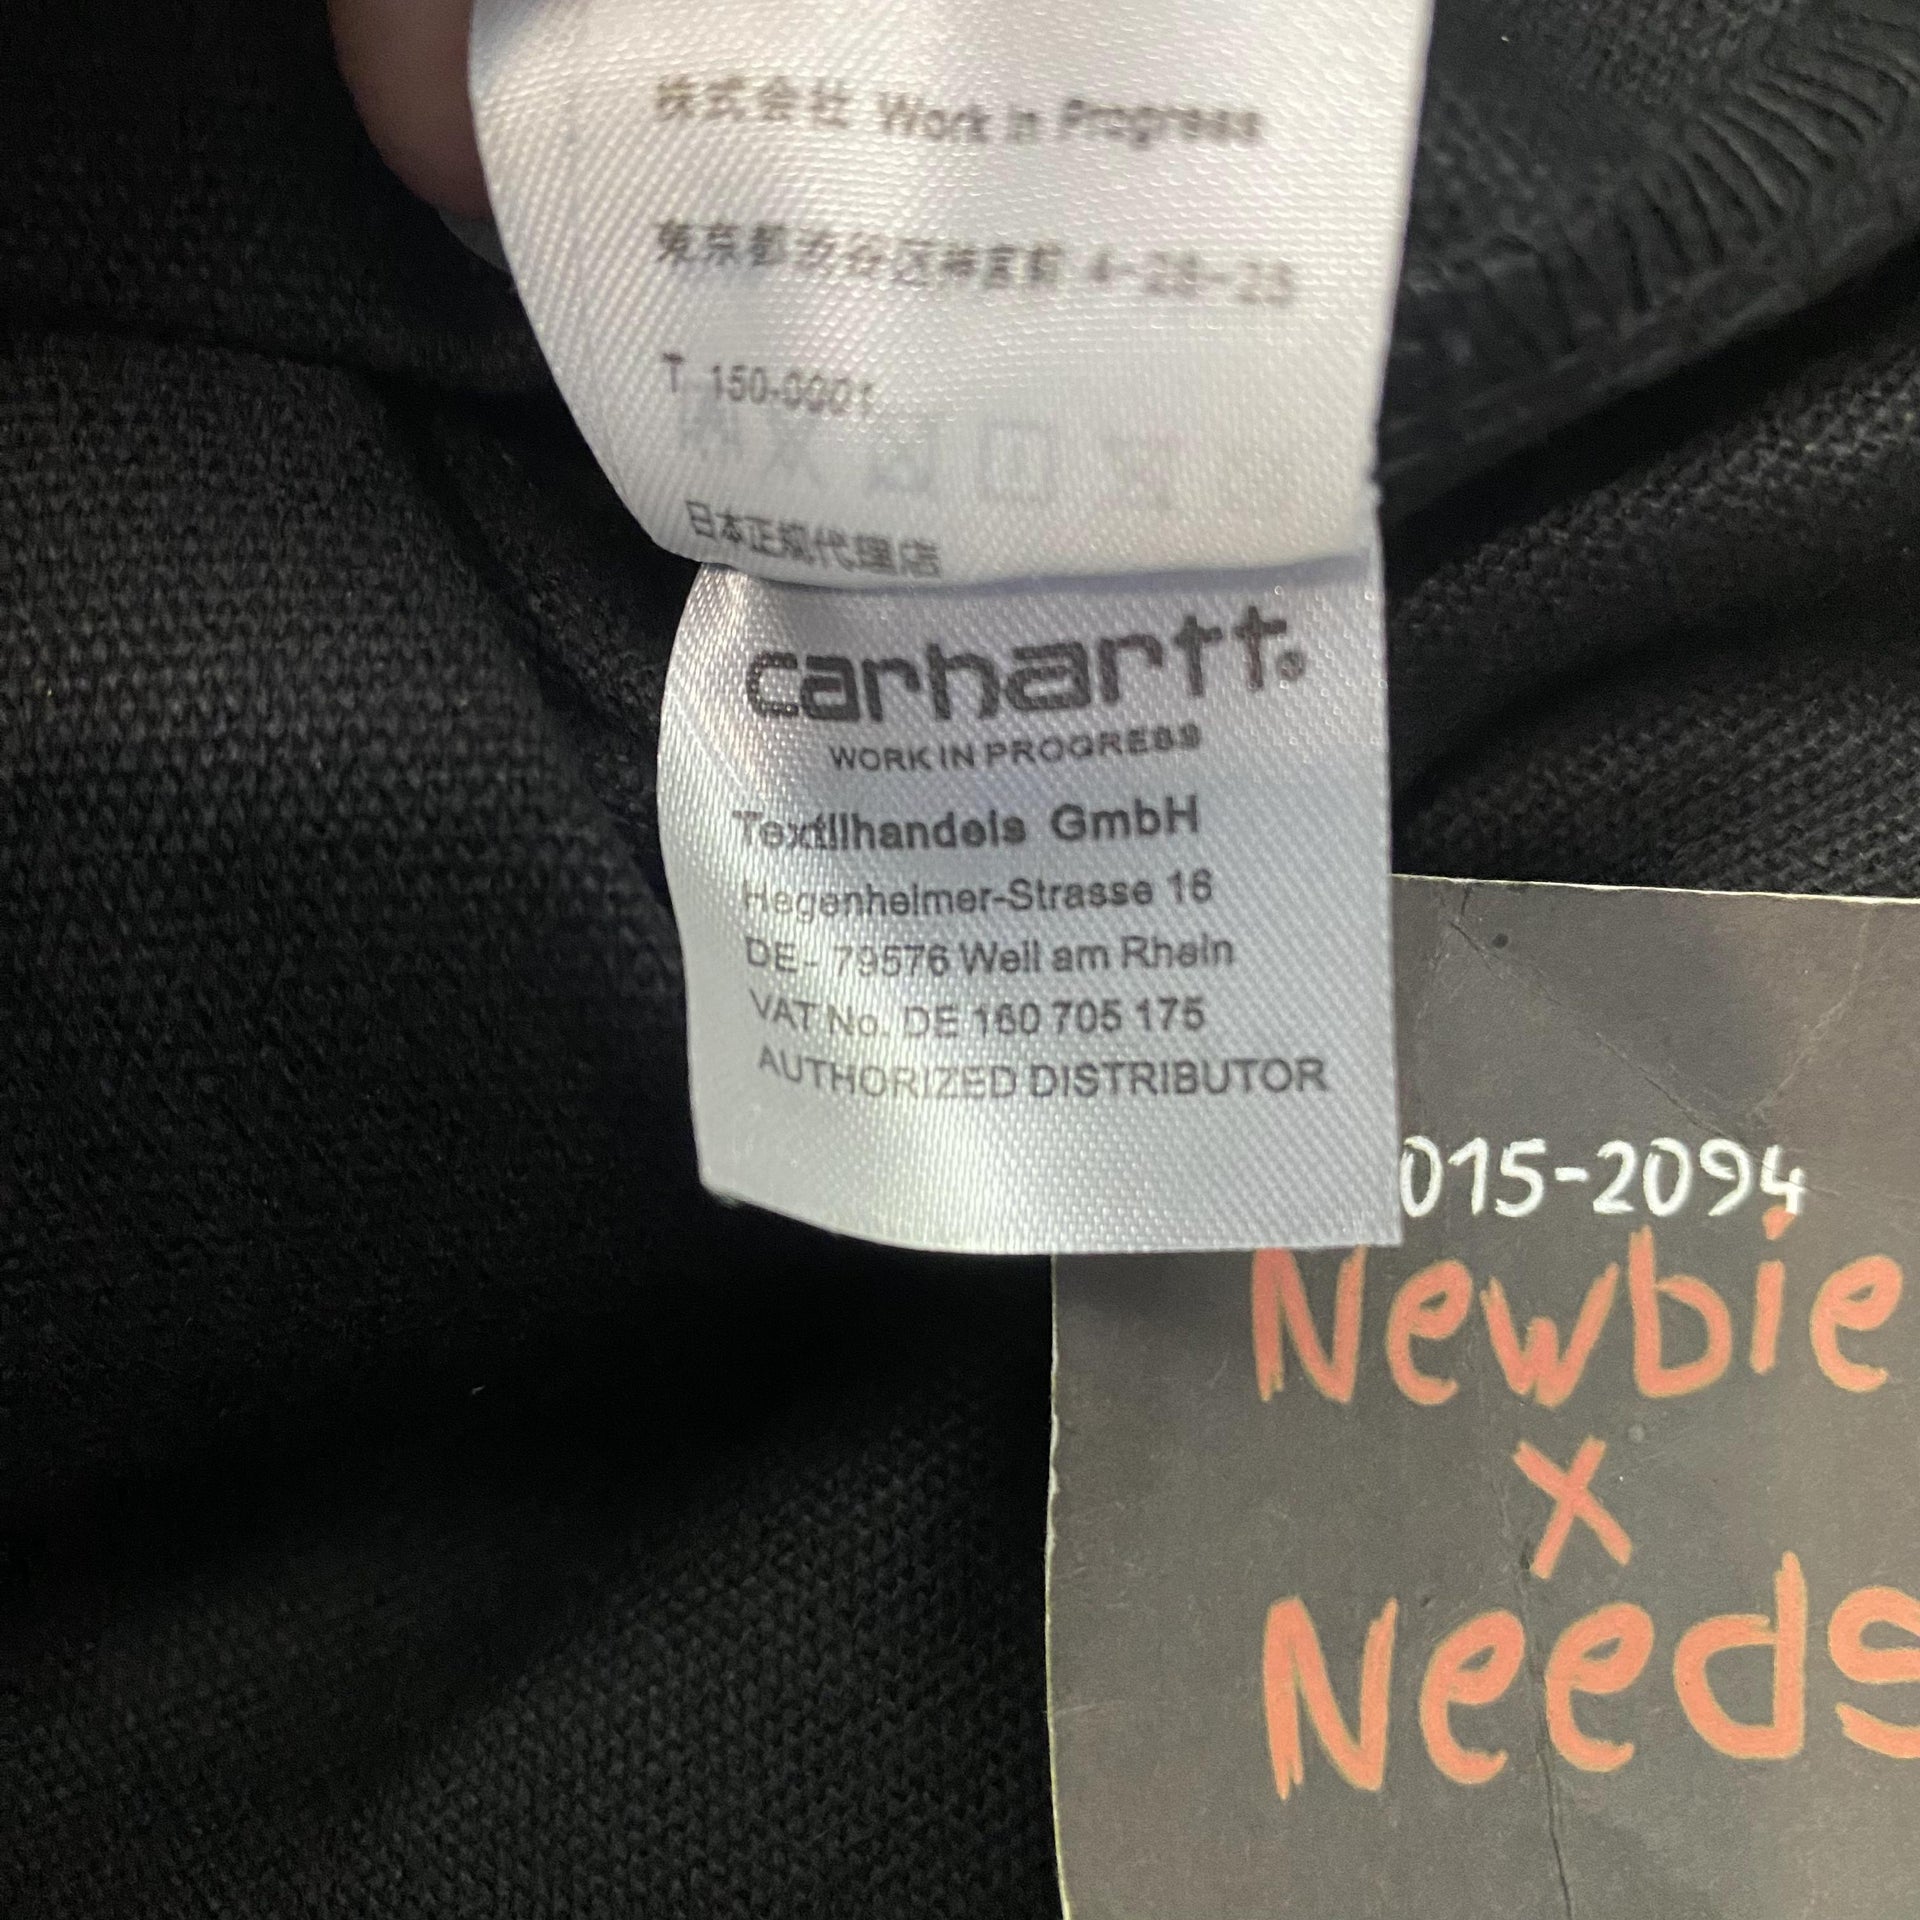 株式会社 Work in Progress
東京都渋谷区神宮前 4-26-25
T 150-0001
日本正規代理店
carhartt®
WORK IN PROGRESS
Textilhandels GmbH
Hegenheimer-Strasse 16
DE- 79576 Weil am Rhein
VAT No. DE 160 705 175
AUTHORIZED DISTRIBUTOR
015-2094
Newbie
x
Needs